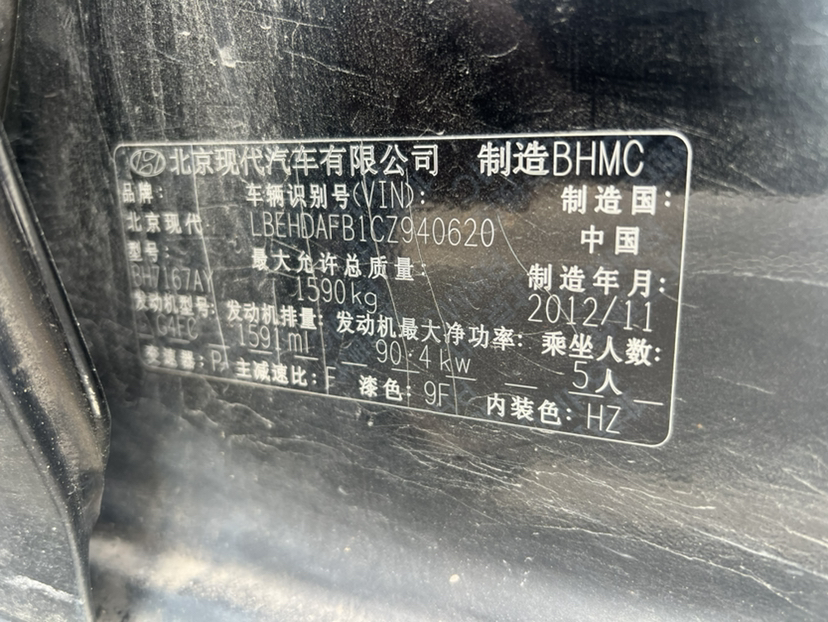 北京现代汽车有限公司 制造BHMC
品牌: 车辆识别号(VIN): 制造国:
北京现代 LBEHDAFB1CZ940620 中国
型号: 最大允许总质量: 制造年月:
BH7167AY 1590kg 2012/11
发动机型号: 发动机排量: 发动机最大净功率: 乘坐人数:
G4FC 1591ml 90.4kw 5人
变速器: 主减速比: F 漆色: 9F 内装色: HZ